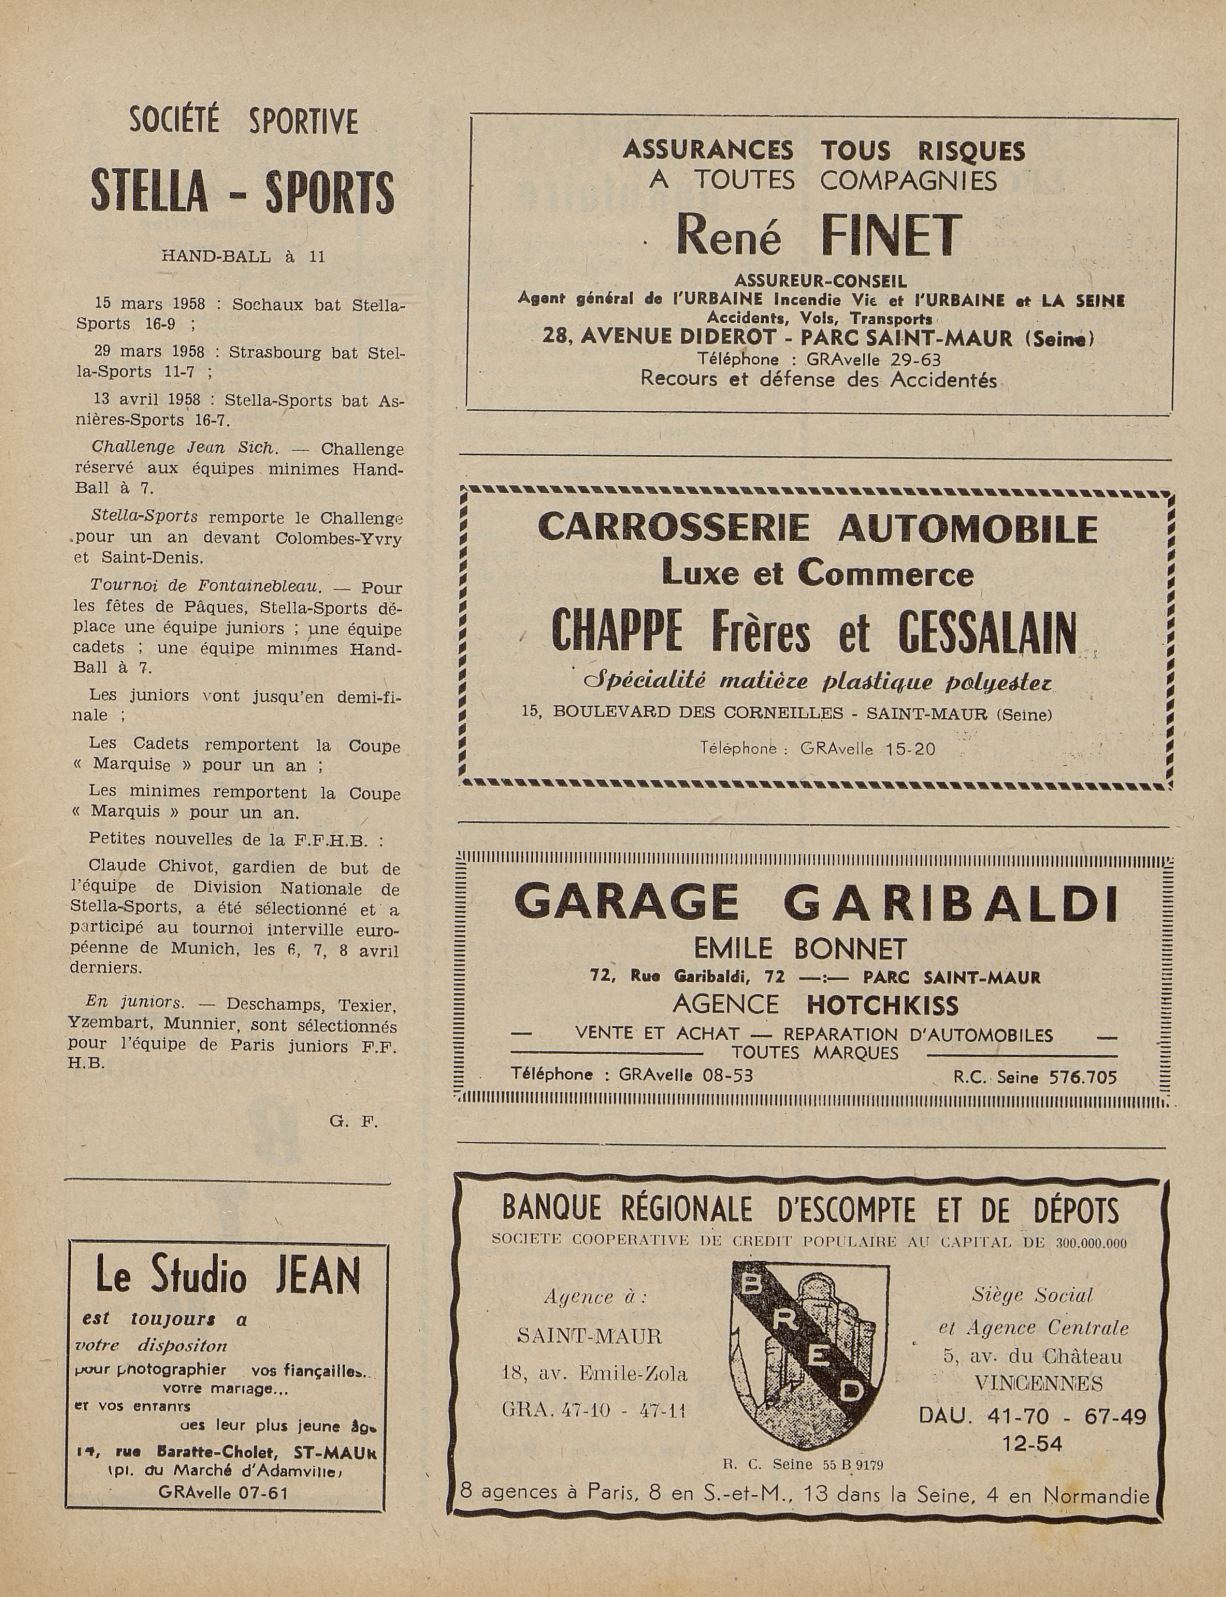 SOCIÉTÉ SPORTIVE
STELLA - SPORTS
HAND-BALL à 11
15 mars 1958 : Sochaux bat Stella-
Sports 16-9 ;
29 mars 1958 : Strasbourg bat Stel-
la-Sports 11-7 ;
13 avril 1958 : Stella-Sports bat As-
nières-Sports 16-7.
Challenge Jean Sich. — Challenge
réservé aux équipes minimes Hand-
Ball à 7.
Stella-Sports remporte le Challenge
pour un an devant Colombes-Yvry
et Saint-Denis.
Tournoi de Fontainebleau. — Pour
les fêtes de Pâques, Stella-Sports dé-
place une équipe juniors ; une équipe
cadets ; une équipe minimes Hand-
Ball à 7.
Les juniors vont jusqu'en demi-fi-
nale ;
Les Cadets remportent la Coupe
« Marquise » pour un an ;
Les minimes remportent la Coupe
« Marquis » pour un an.
Petites nouvelles de la F.F.H.B. :
Claude Chivot, gardien de but de
l'équipe de Division Nationale de
Stella-Sports, a été sélectionné et a
participé au tournoi interville euro-
péenne de Munich, les 6, 7, 8 avril
derniers.
En juniors. — Deschamps, Texier,
Yzembart, Munnier, sont sélectionnés
pour l'équipe de Paris juniors F.F.
H.B.
G. F.
Le Studio JEAN
est toujours a
votre dispositon
pour photographier vos fiançailles...
votre mariage...
et vos enfants
des leur plus jeune âge
14, rue Baratte-Cholet, ST-MAUR
(pl. du Marché d'Adamville)
GRAvelle 07-61
ASSURANCES TOUS RISQUES
A TOUTES COMPAGNIES
René FINET
ASSUREUR-CONSEIL
Agent général de l'URBAINE Incendie Vie et l'URBAINE et LA SEINE
Accidents, Vols, Transports
28, AVENUE DIDEROT - PARC SAINT-MAUR (Seine)
Téléphone : GRAvelle 29-63
Recours et défense des Accidentés
CARROSSERIE AUTOMOBILE
Luxe et Commerce
CHAPPE Frères et GESSALAIN
Spécialité matière plastique polyester
15, BOULEVARD DES CORNEILLES - SAINT-MAUR (Seine)
Téléphone : GRAvelle 15-20
GARAGE GARIBALDI
EMILE BONNET
72, Rue Garibaldi, 72 —:— PARC SAINT-MAUR
AGENCE HOTCHKISS
— VENTE ET ACHAT — REPARATION D'AUTOMOBILES —
TOUTES MARQUES
Téléphone : GRAvelle 08-53 R.C. Seine 576.705
BANQUE RÉGIONALE D'ESCOMPTE ET DE DÉPOTS
SOCIETE COOPERATIVE DE CREDIT POPULAIRE AU CAPITAL DE 300.000.000
Agence à :
SAINT-MAUR
18, av. Emile-Zola
GRA. 47-10 - 47-11
BRED
R. C. Seine 55 B 9179
Siège Social
et Agence Centrale
5, av. du Château
VINCENNES
DAU. 41-70 - 67-49
12-54
8 agences à Paris, 8 en S.-et-M., 13 dans la Seine, 4 en Normandie